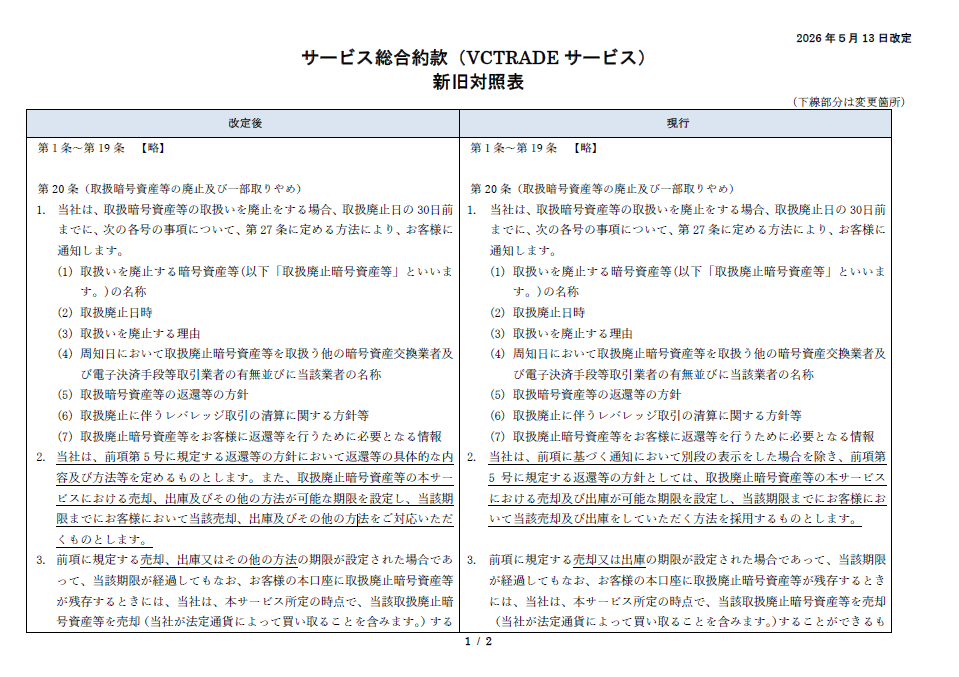 2026 年５月 13 日改定
サービス総合約款（VCTRADE サービス）
新旧対照表
（下線部分は変更箇所）
改定後
第 1 条～第 19 条　【略】
第 20 条（取扱暗号資産等の廃止及び一部取りやめ）
1. 当社は、取扱暗号資産等の取扱いを廃止をする場合、取扱廃止日の 30日前
までに、次の各号の事項について、第 27 条に定める方法により、お客様に
通知します。
(1) 取扱いを廃止する暗号資産等(以下「取扱廃止暗号資産等」といいま
す。)の名称
(2) 取扱廃止日時
(3) 取扱いを廃止する理由
(4) 周知日において取扱廃止暗号資産等を取扱う他の暗号資産交換業者及
び電子決済手段等取引業者の有無並びに当該業者の名称
(5) 取扱暗号資産等の返還等の方針
(6) 取扱廃止に伴うレバレッジ取引の清算に関する方針等
(7) 取扱廃止暗号資産等をお客様に返還等を行うために必要となる情報
2. 当社は、前項第 5 号に規定する返還等の方針において返還等の具体的な内
容及び方法等を定めるものとします。また、取扱廃止暗号資産等の本サー
ビスにおける売却、出庫及びその他の方法が可能な期限を設定し、当該期
限までにお客様において当該売却、出庫及びその他の方法をご対応いただ
くものとします。
3. 前項に規定する売却、出庫又はその他の方法の期限が設定された場合であ
って、当該期限が経過してもなお、お客様の本口座に取扱廃止暗号資産等
が残存するときには、当社は、本サービス所定の時点で、当該取扱廃止暗
号資産等を売却（当社が法定通貨によって買い取ることを含みます。）する
現行
第 1 条～第 19 条　【略】
第 20 条（取扱暗号資産等の廃止及び一部取りやめ）
1. 当社は、取扱暗号資産等の取扱いを廃止をする場合、取扱廃止日の 30日前
までに、次の各号の事項について、第 27 条に定める方法により、お客様に
通知します。
(1) 取扱いを廃止する暗号資産等(以下「取扱廃止暗号資産等」といいま
す。)の名称
(2) 取扱廃止日時
(3) 取扱いを廃止する理由
(4) 周知日において取扱廃止暗号資産等を取扱う他の暗号資産交換業者及
び電子決済手段等取引業者の有無並びに当該業者の名称
(5) 取扱暗号資産等の返還等の方針
(6) 取扱廃止に伴うレバレッジ取引の清算に関する方針等
(7) 取扱廃止暗号資産等をお客様に返還等を行うために必要となる情報
2. 当社は、前項に基づく通知において別段の表示をした場合を除き、前項第
5 号に規定する返還等の方針としては、取扱廃止暗号資産等の本サービス
における売却及び出庫が可能な期限を設定し、当該期限までにお客様にお
いて当該売却及び出庫をしていただく方法を採用するものとします。
3. 前項に規定する売却又は出庫の期限が設定された場合であって、当該期限
が経過してもなお、お客様の本口座に取扱廃止暗号資産等が残存するとき
には、当社は、本サービス所定の時点で、当該取扱廃止暗号資産等を売却
（当社が法定通貨によって買い取ることを含みます。）することができるも
1 / 2